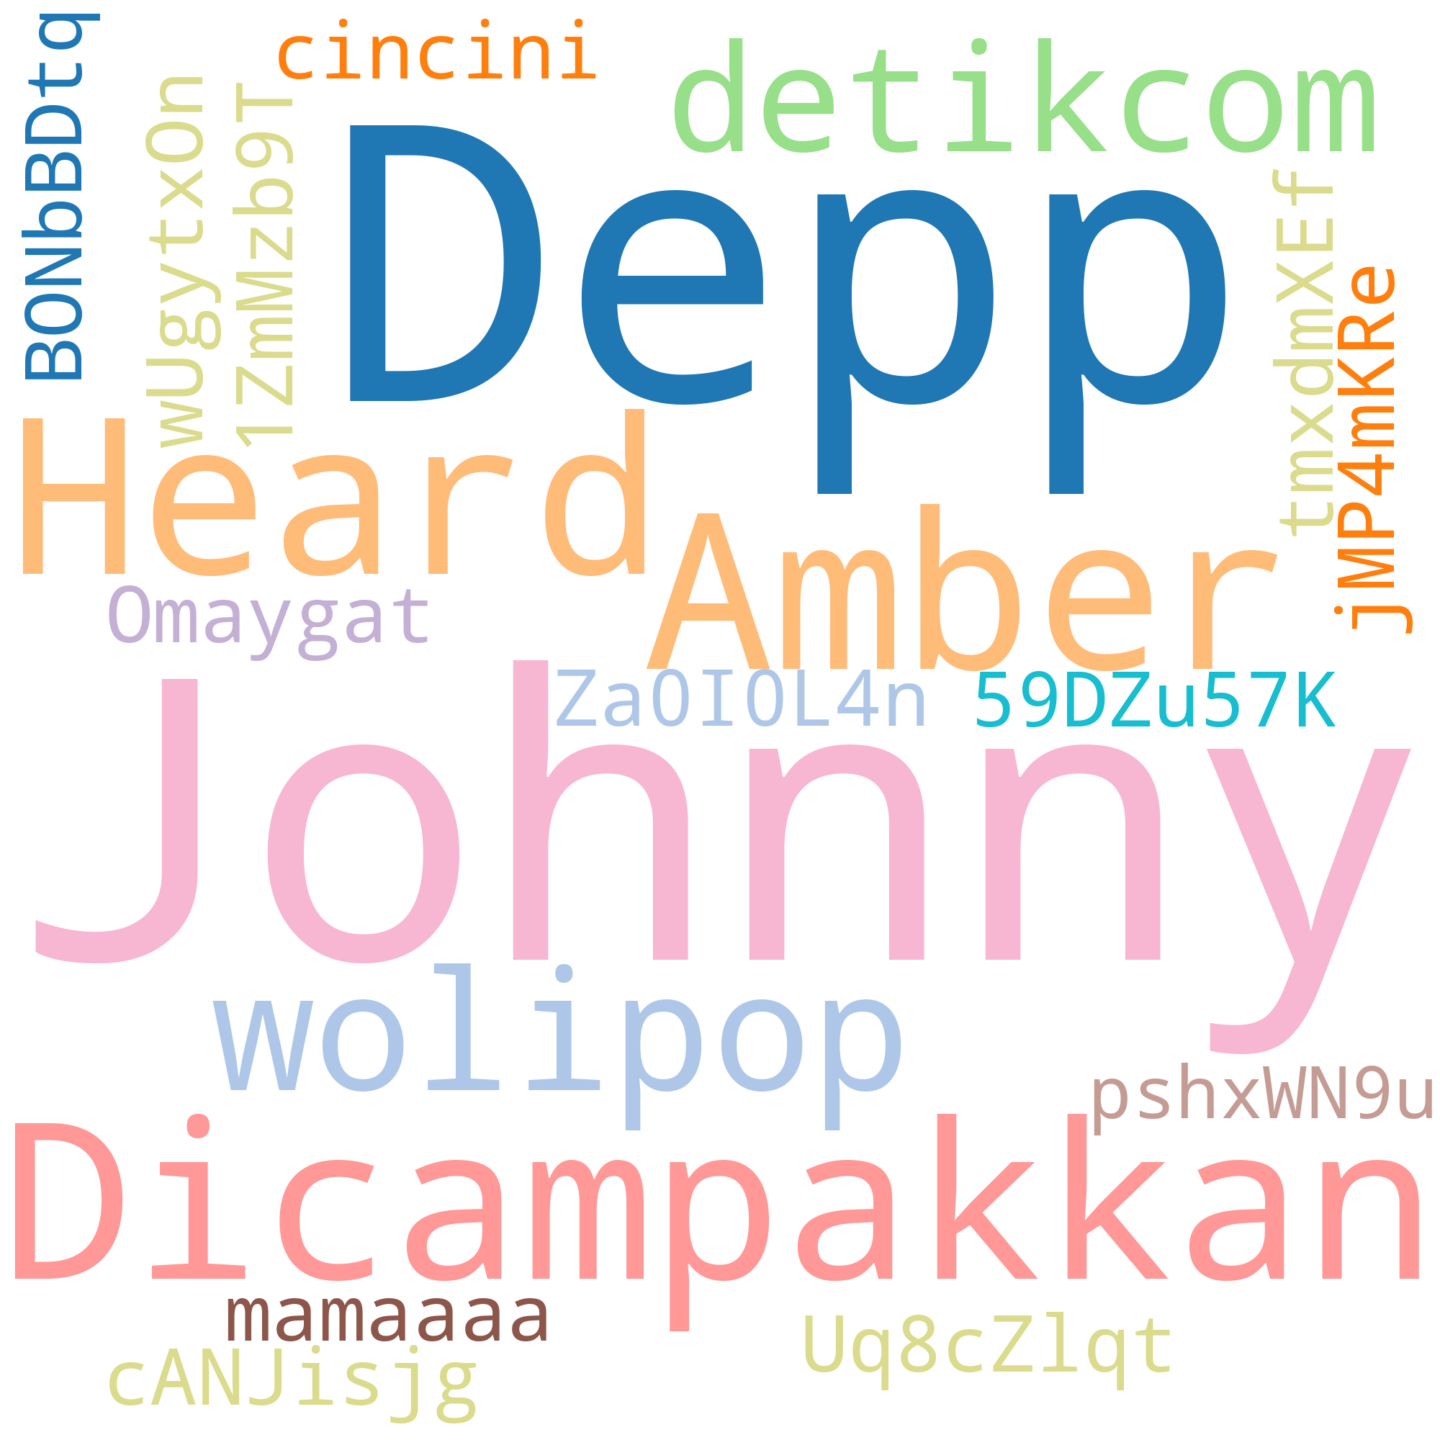 cincini
detikcom
BONbBDtq
wUgytxOn
1ZmMzb9T
Depp
tmxdmXEf
jMP4mKRe
Heard
Amber
Omaygat
Za0I0L4n
59DZu57K
Johnny
wolipop
pshxWN9u
Dicampakkan
mamaaaa
Uq8cZlqt
cANJisjg